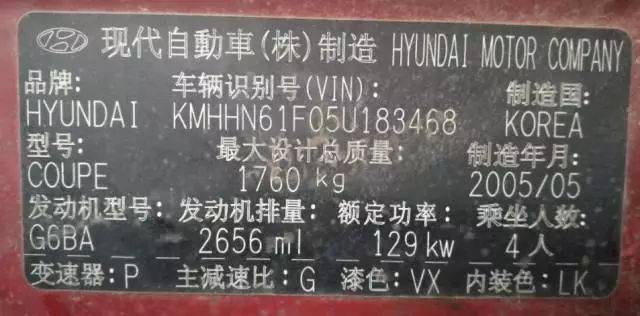 现代自動車(株)制造 HYUNDAI MOTOR COMPANY
品牌: 车辆识别号(VIN): 制造国:
HYUNDAI KMHHN61F05U183468 KOREA
型号: 最大设计总质量: 制造年月:
COUPE 1760 kg 2005/05
发动机型号: 发动机排量: 额定功率: 乘坐人数:
G6BA 2656 ml 129 kw 4人
变速器: P 主减速比: G 漆色: VX 内装色: LK